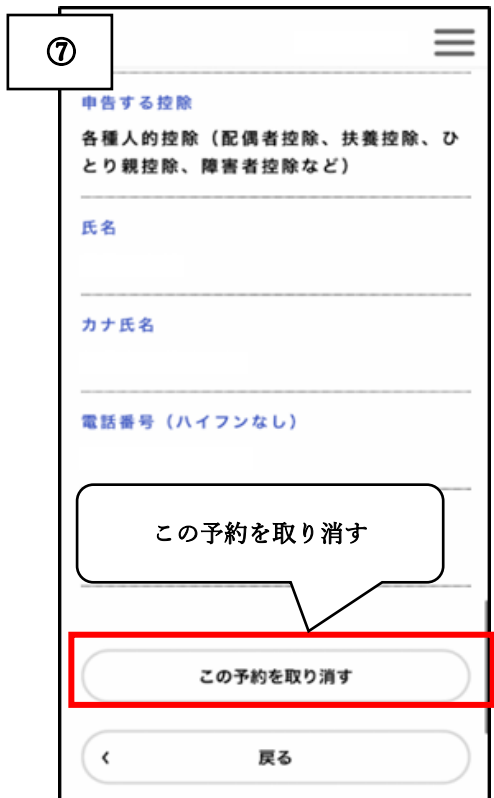 ⑦
申告する控除
各種人的控除（配偶者控除、扶養控除、ひ
とり親控除、障害者控除など）
氏名
カナ氏名
電話番号（ハイフンなし）
この予約を取り消す
この予約を取り消す
‹ 戻る